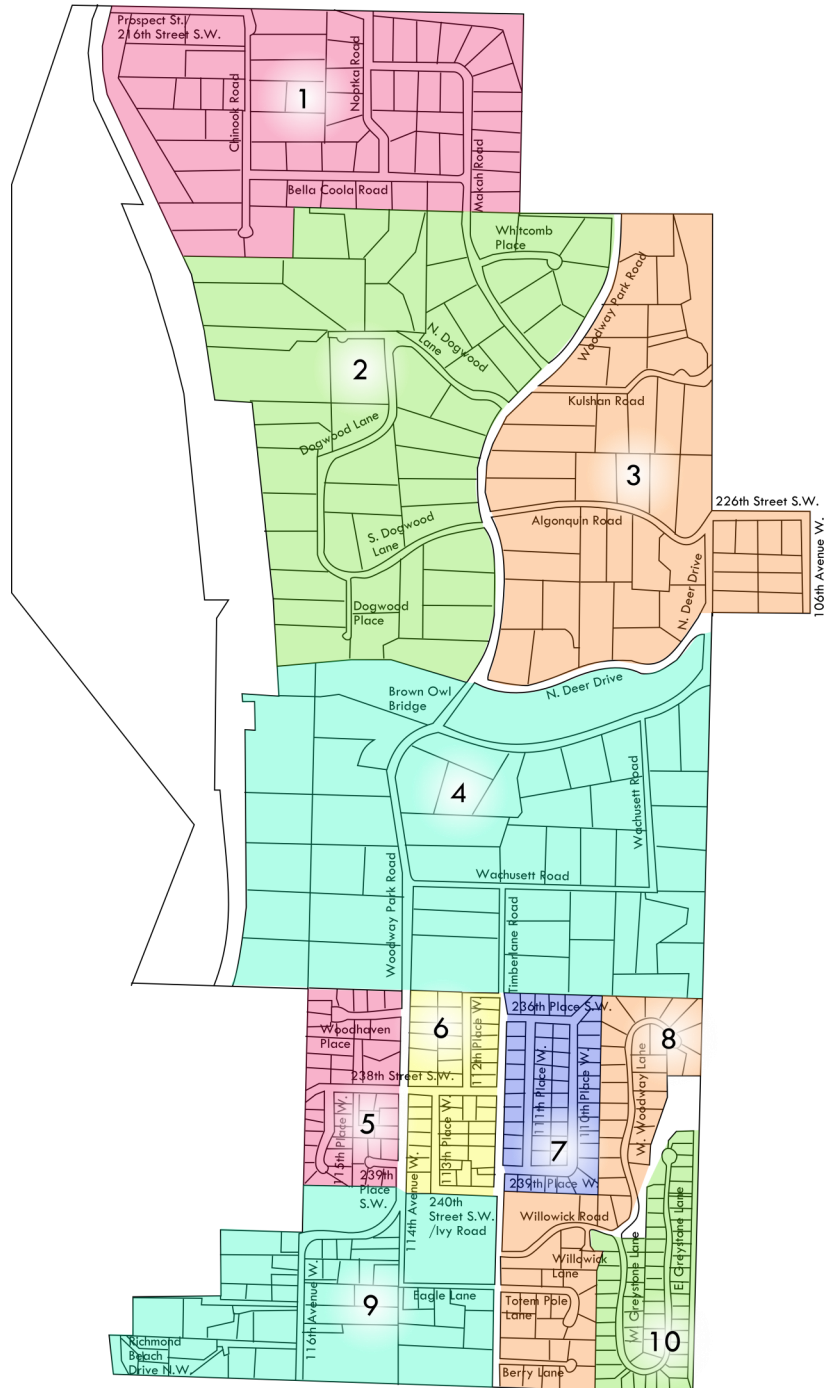 Prospect St./
216th Street S.W.
Chinook Road
Nootka Road
1
Makah Road
Bella Coola Road
Whitcomb
Place
Woodway Park Road
N. Dogwood
Lane
2
Kulshan Road
Dogwood Lane
3
226th Street S.W.
106th Avenue W.
Algonquin Road
S. Dogwood
Lane
N. Deer Drive
Dogwood
Place
N. Deer Drive
Brown Owl
Bridge
4
Wachusett Road
Wachusett Road
Woodway Park Road
Timberlane Road
236th Place S.W.
6
Woodhaven
Place
112th Place W.
111th Place W.
110th Place W.
8
W. Woodway Lane
238th Street S.W.
5
115th Place W.
113th Place W.
7
239th
Place
S.W.
239th Place W.
114th Avenue W.
240th
Street S.W.
/Ivy Road
Willowick Road
E. Greystone Lane
W. Greystone Lane
Willowick
Lane
116th Avenue W.
9
Eagle Lane
Totem Pole
Lane
10
Richmond
Beach
Drive N.W.
Berry Lane